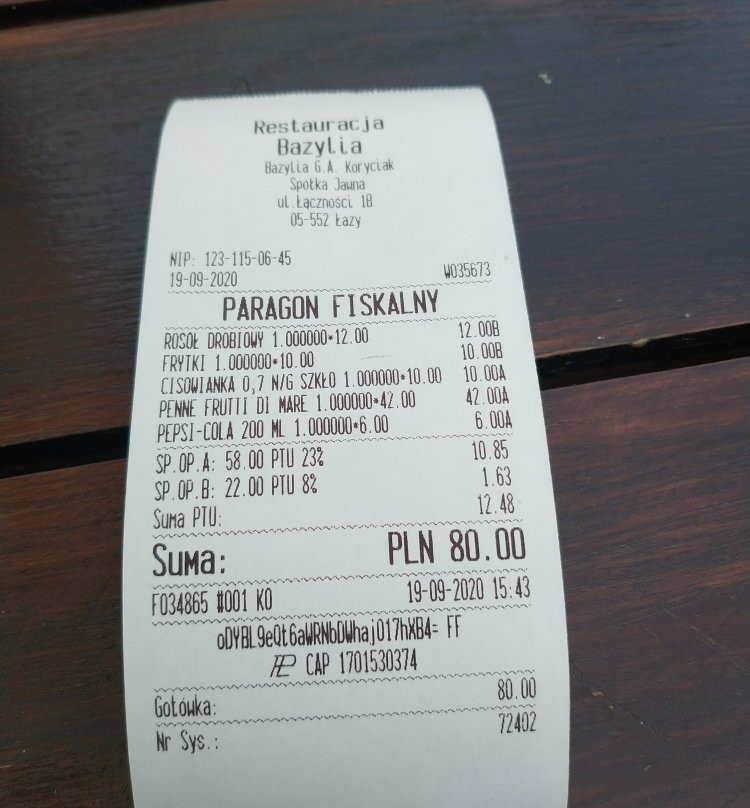 Restauracja
Bazylia
Bazylia G.A. Koryciak
Spółka Jawna
ul.Łączności 1B
05-552 Łazy
NIP: 123-115-06-45
19-09-2020 W035673
PARAGON FISKALNY
ROSÓŁ DROBIOWY 1.000000*12.00 12.00B
FRYTKI 1.000000*10.00 10.00B
CISOWIANKA 0,7 N/G SZKŁO 1.000000*10.00 10.00A
PENNE FRUTTI DI MARE 1.000000*42.00 42.00A
PEPSI-COLA 200 ML 1.000000*6.00 6.00A
SP.OP.A: 58.00 PTU 23% 10.85
SP.OP.B: 22.00 PTU 8% 1.63
Suma PTU: 12.48
Suma: PLN 80.00
F034865 #001 KO 19-09-2020 15:43
oDYBL9eQt6aWRNbDWhajO17hXB4= FF
CAP 1701530374
Gotówka: 80.00
Nr Sys.: 72402